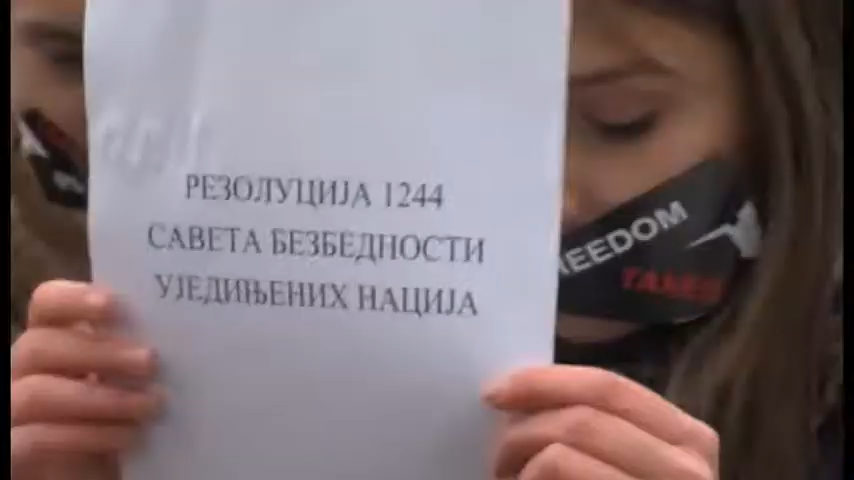 РЕЗОЛУЦИЈА 1244
САВЕТА БЕЗБЕДНОСТИ
УЈЕДИЊЕНИХ НАЦИЈА